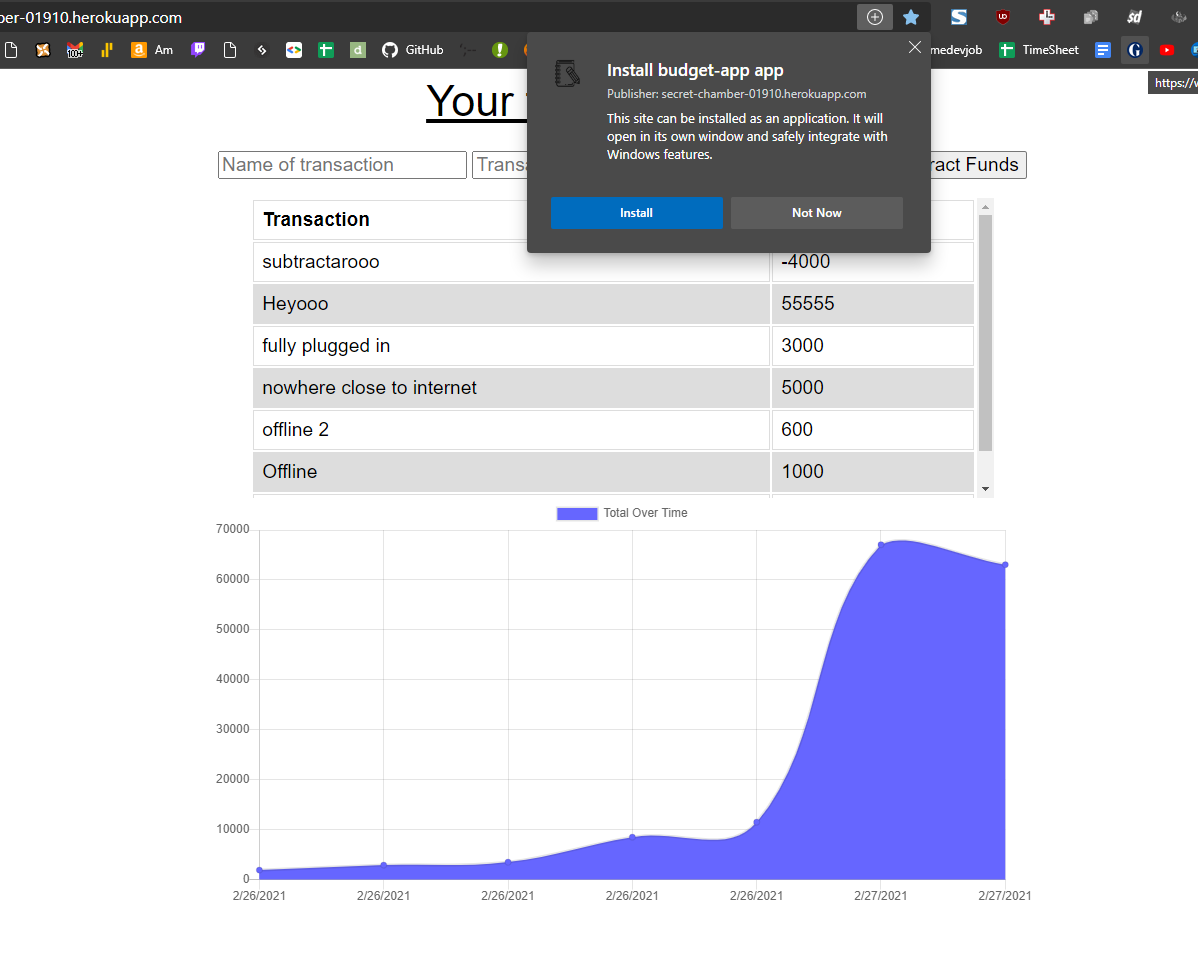 ber-01910.herokuapp.com
Am
GitHub
medevjob
TimeSheet
https://w
Install budget-app app
Publisher: secret-chamber-01910.herokuapp.com
This site can be installed as an application. It will
open in its own window and safely integrate with
Windows features.
Install
Not Now
Your
Name of transaction
Transa
ract Funds
Transaction
subtractarooo -4000
Heyooo 55555
fully plugged in 3000
nowhere close to internet 5000
offline 2 600
Offline 1000
Total Over Time
70000
60000
50000
40000
30000
20000
10000
0
2/26/2021 2/26/2021 2/26/2021 2/26/2021 2/26/2021 2/27/2021 2/27/2021